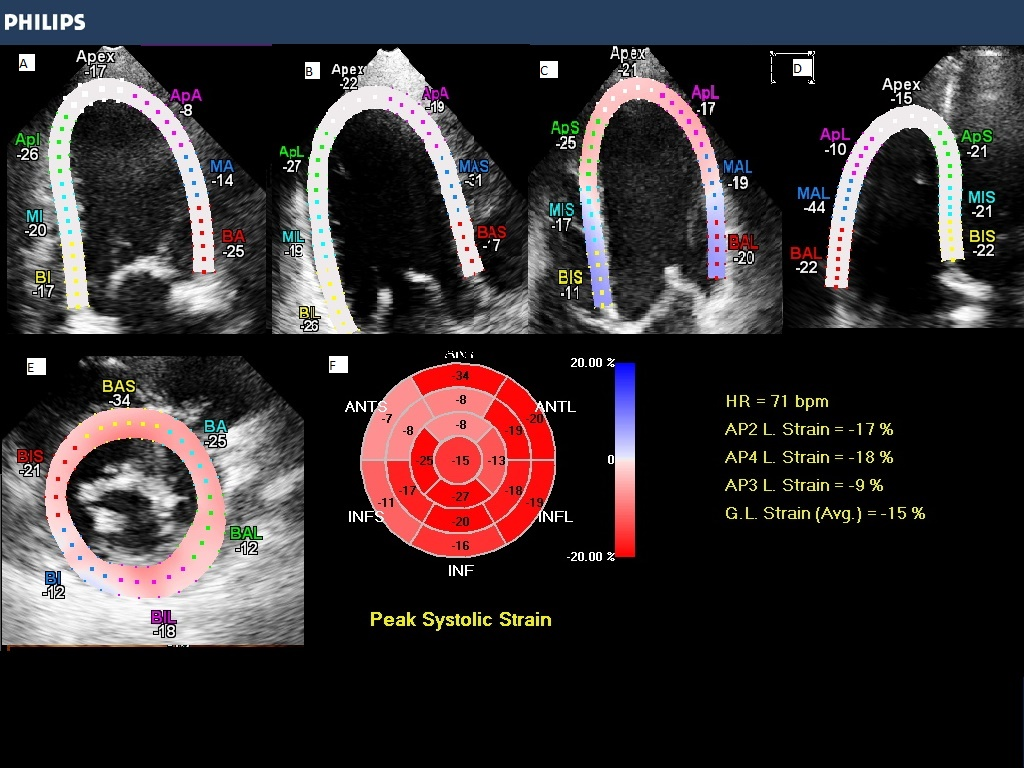 PHILIPS
A
Apex
-17
ApA
-8
ApI
-26
MA
-14
MI
-20
BA
-25
BI
-17
B
Apex
-22
ApA
-19
ApL
-27
MAS
ML
-19
BAS
BL
-26
C
Apex
-21
ApL
-17
ApS
-25
MAL
-19
MIS
-17
BAL
-20
BIS
-11
D
Apex
-15
ApL
-10
ApS
-21
MAL
-44
MIS
-21
BAL
-22
BIS
-22
E
BAS
-34
BA
-25
BIS
-21
BAL
-12
BI
-12
BIL
-18
F
ANT
20.00 %
-34
ANTS
-8
ANTL
-7
-20
-8
-8
-19
25
-15
-13
0
-17
-18
-11
-27
-19
INFS
-20
INFL
-16
-20.00 %
INF
Peak Systolic Strain
HR = 71 bpm
AP2 L. Strain = -17 %
AP4 L. Strain = -18 %
AP3 L. Strain = -9 %
G.L. Strain (Avg.) = -15 %